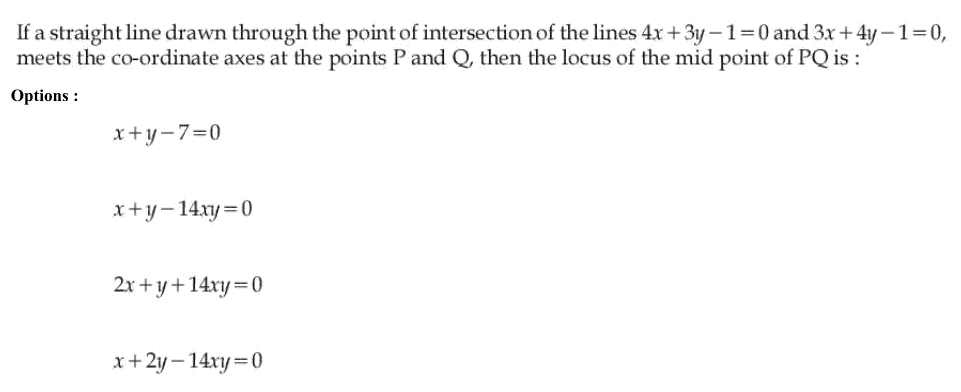 If a straight line drawn through the point of intersection of the lines 4x + 3y − 1 = 0 and 3x + 4y − 1 = 0,
meets the co-ordinate axes at the points P and Q, then the locus of the mid point of PQ is :
Options :
x + y − 7 = 0
x + y − 14xy = 0
2x + y + 14xy = 0
x + 2y − 14xy = 0